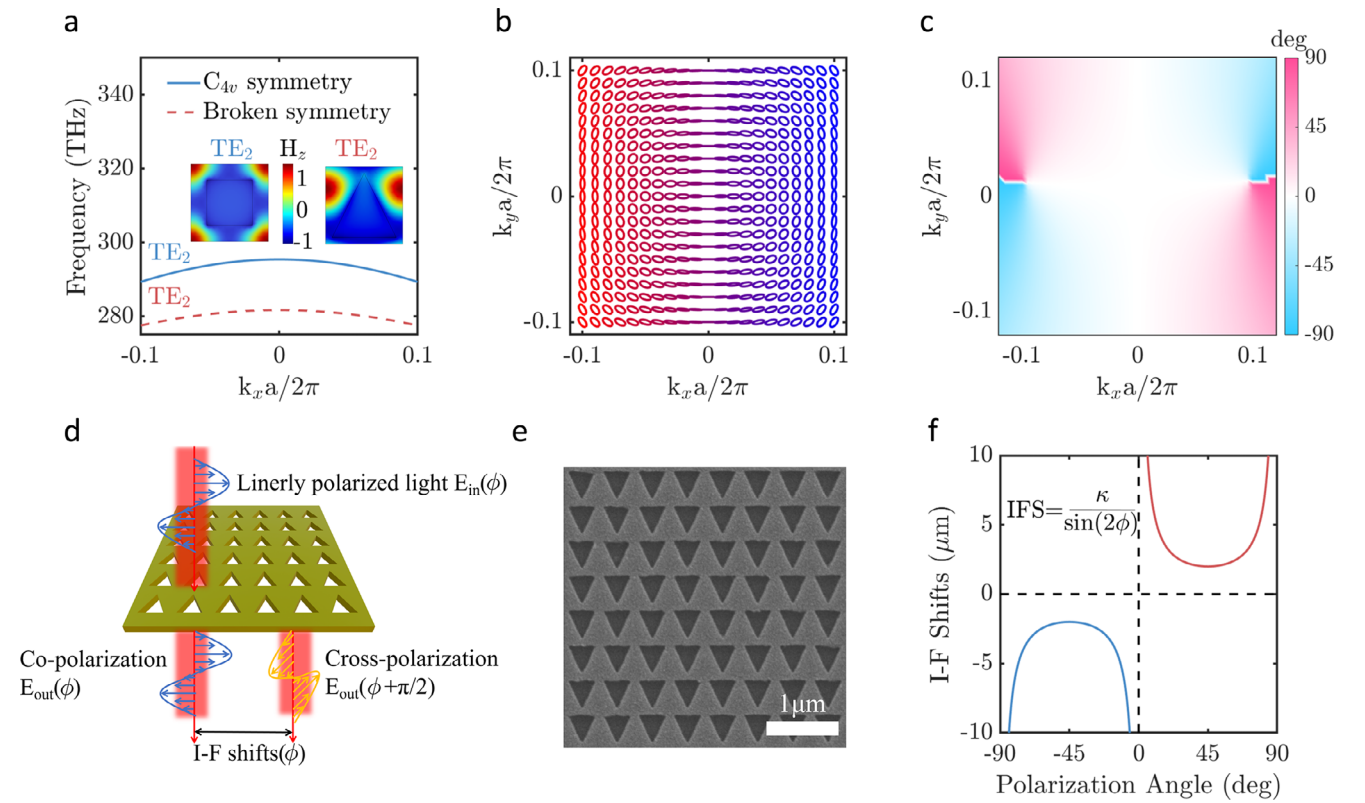 a
C4v symmetry
Broken symmetry
TE2
Hz
TE2
1
0
-1
TE2
TE2
340
320
300
280
Frequency (THz)
-0.1
0
0.1
kxa/2π
b
0.1
0
-0.1
kya/2π
-0.1
0
0.1
kxa/2π
c
deg
90
45
0
-45
-90
0.1
0
-0.1
kya/2π
-0.1
0
0.1
kxa/2π
d
Linerly polarized light Ein(ϕ)
Co-polarization
Eout(ϕ)
Cross-polarization
Eout(ϕ+π/2)
I-F shifts(ϕ)
e
1μm
f
10
5
0
-5
-10
I-F Shifts (μm)
IFS=κ/sin(2ϕ)
-90
-45
0
45
90
Polarization Angle (deg)